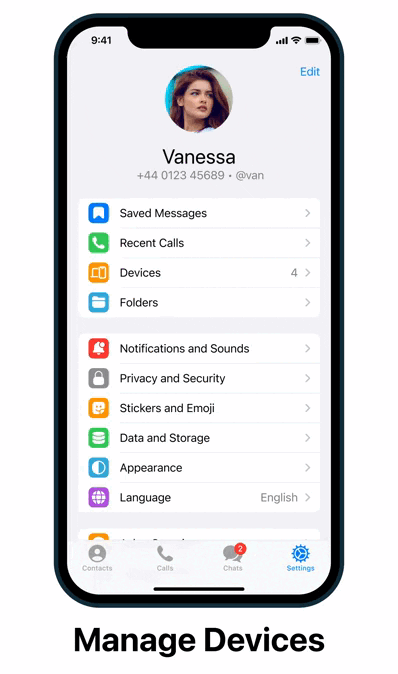 9:41
Edit
Vanessa
+44 0123 45689 • @van
Saved Messages
Recent Calls
Devices 4
Folders
Notifications and Sounds
Privacy and Security
Stickers and Emoji
Data and Storage
Appearance
Language English
2
Contacts Calls Chats Settings
Manage Devices